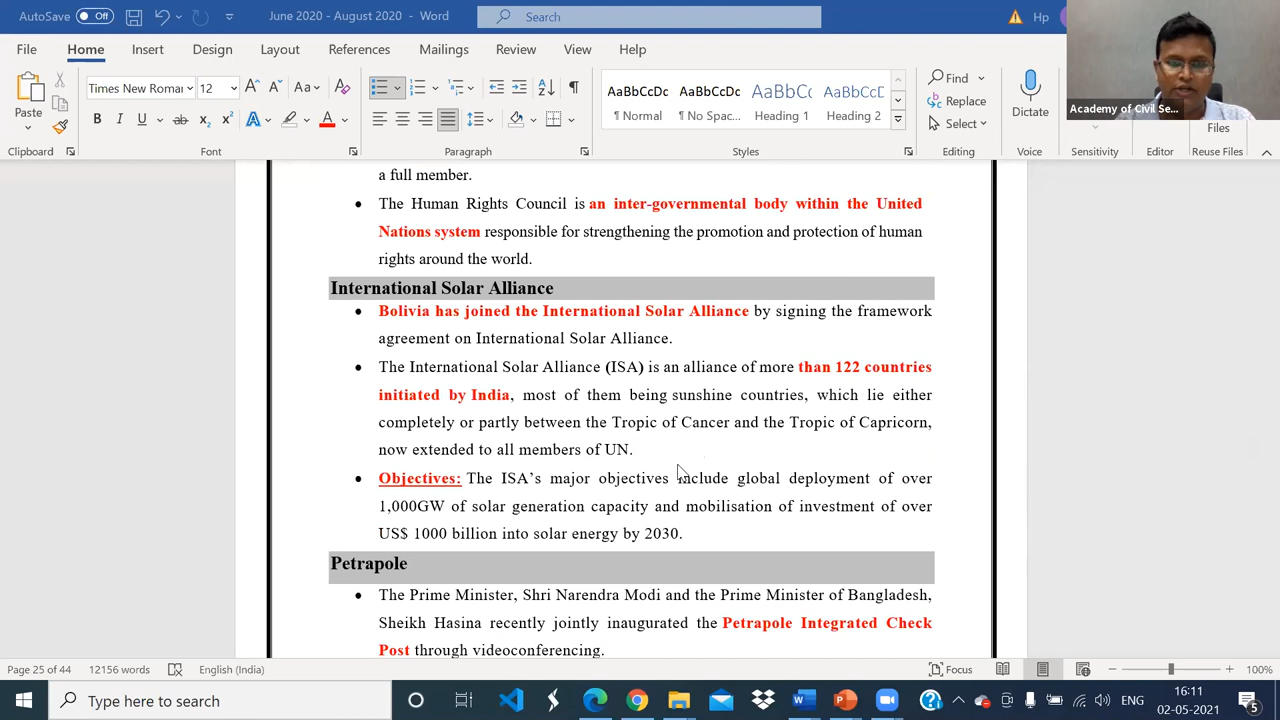 AutoSave Off June 2020 - August 2020 - Word Search Hp
File Home Insert Design Layout References Mailings Review View Help
Academy of Civil Se...
Times New Roma 12 Aa
AaBbCcDc AaBbCcDc AaBbCc AaBbCcD
¶ Normal ¶ No Spac... Heading 1 Heading 2
Find
Replace
Select
Paste Dictate Files
Clipboard Font Paragraph Styles Editing Voice Sensitivity Editor Reuse Files
a full member.
• The Human Rights Council is an inter-governmental body within the United
Nations system responsible for strengthening the promotion and protection of human
rights around the world.
International Solar Alliance
• Bolivia has joined the International Solar Alliance by signing the framework
agreement on International Solar Alliance.
• The International Solar Alliance (ISA) is an alliance of more than 122 countries
initiated by India, most of them being sunshine countries, which lie either
completely or partly between the Tropic of Cancer and the Tropic of Capricorn,
now extended to all members of UN.
• Objectives: The ISA's major objectives include global deployment of over
1,000GW of solar generation capacity and mobilisation of investment of over
US$ 1000 billion into solar energy by 2030.
Petrapole
• The Prime Minister, Shri Narendra Modi and the Prime Minister of Bangladesh,
Sheikh Hasina recently jointly inaugurated the Petrapole Integrated Check
Post through videoconferencing.
Page 25 of 44 12156 words English (India) Focus 100%
Type here to search ENG 16:11
02-05-2021 5